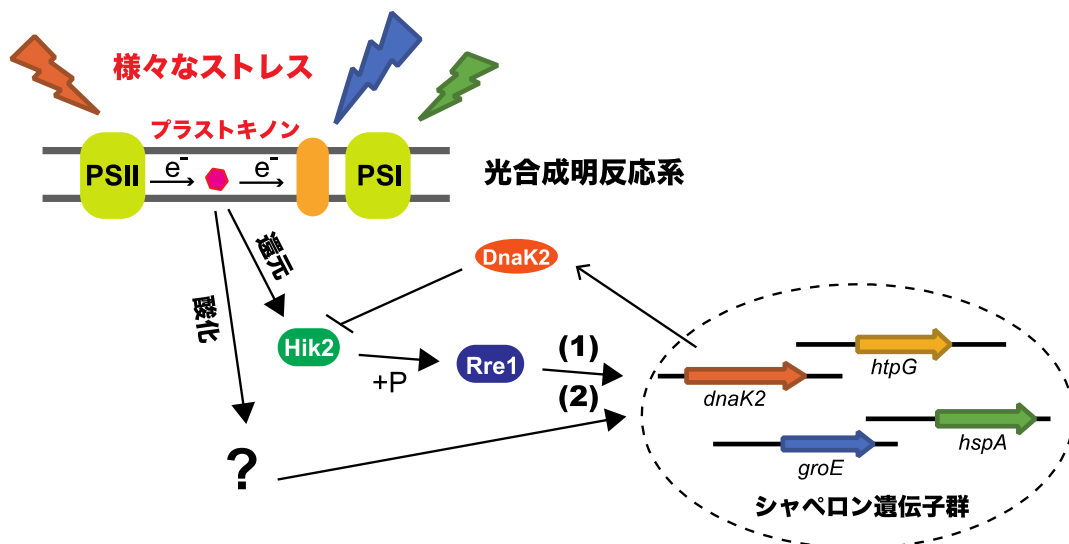 様々なストレス
プラストキノン
PSII
e-
e-
PSI
光合成明反応系
還元
酸化
DnaK2
Hik2
+P
Rre1
(1)
(2)
?
htpG
dnaK2
hspA
groE
シャペロン遺伝子群